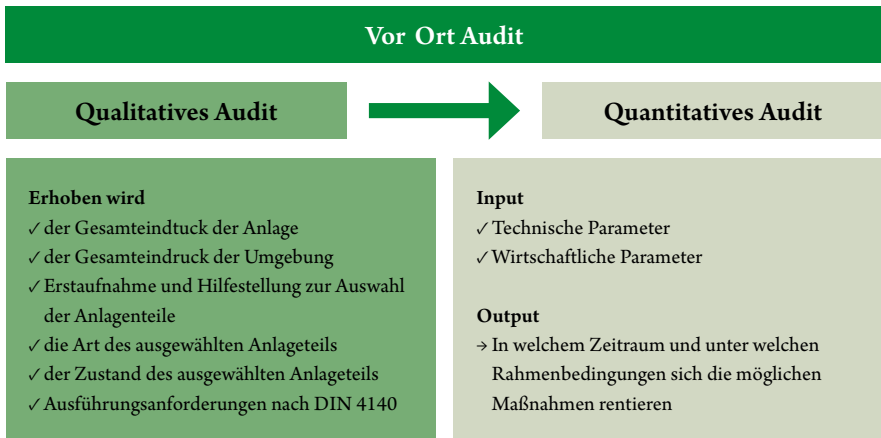 Vor Ort Audit
Qualitatives Audit
Quantitatives Audit
Erhoben wird
✓ der Gesamteindtuck der Anlage
✓ der Gesamteindruck der Umgebung
✓ Erstaufnahme und Hilfestellung zur Auswahl
der Anlagenteile
✓ die Art des ausgewählten Anlageteils
✓ der Zustand des ausgewählten Anlageteils
✓ Ausführungsanforderungen nach DIN 4140
Input
✓ Technische Parameter
✓ Wirtschaftliche Parameter
Output
→ In welchem Zeitraum und unter welchen
Rahmenbedingungen sich die möglichen
Maßnahmen rentieren